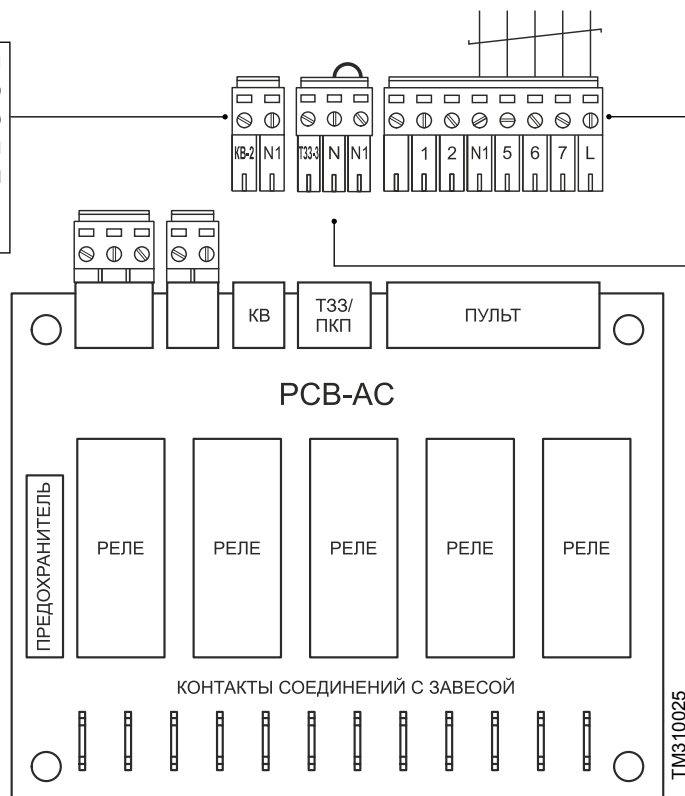 КВ-2 N1 ТЗЗ-3 N N1 1 2 N1 5 6 7 L
КВ
ТЗЗ/
ПКП
ПУЛЬТ
PCB-AC
ПРЕДОХРАНИТЕЛЬ
РЕЛЕ РЕЛЕ РЕЛЕ РЕЛЕ РЕЛЕ
КОНТАКТЫ СОЕДИНЕНИЙ С ЗАВЕСОЙ
TM310025